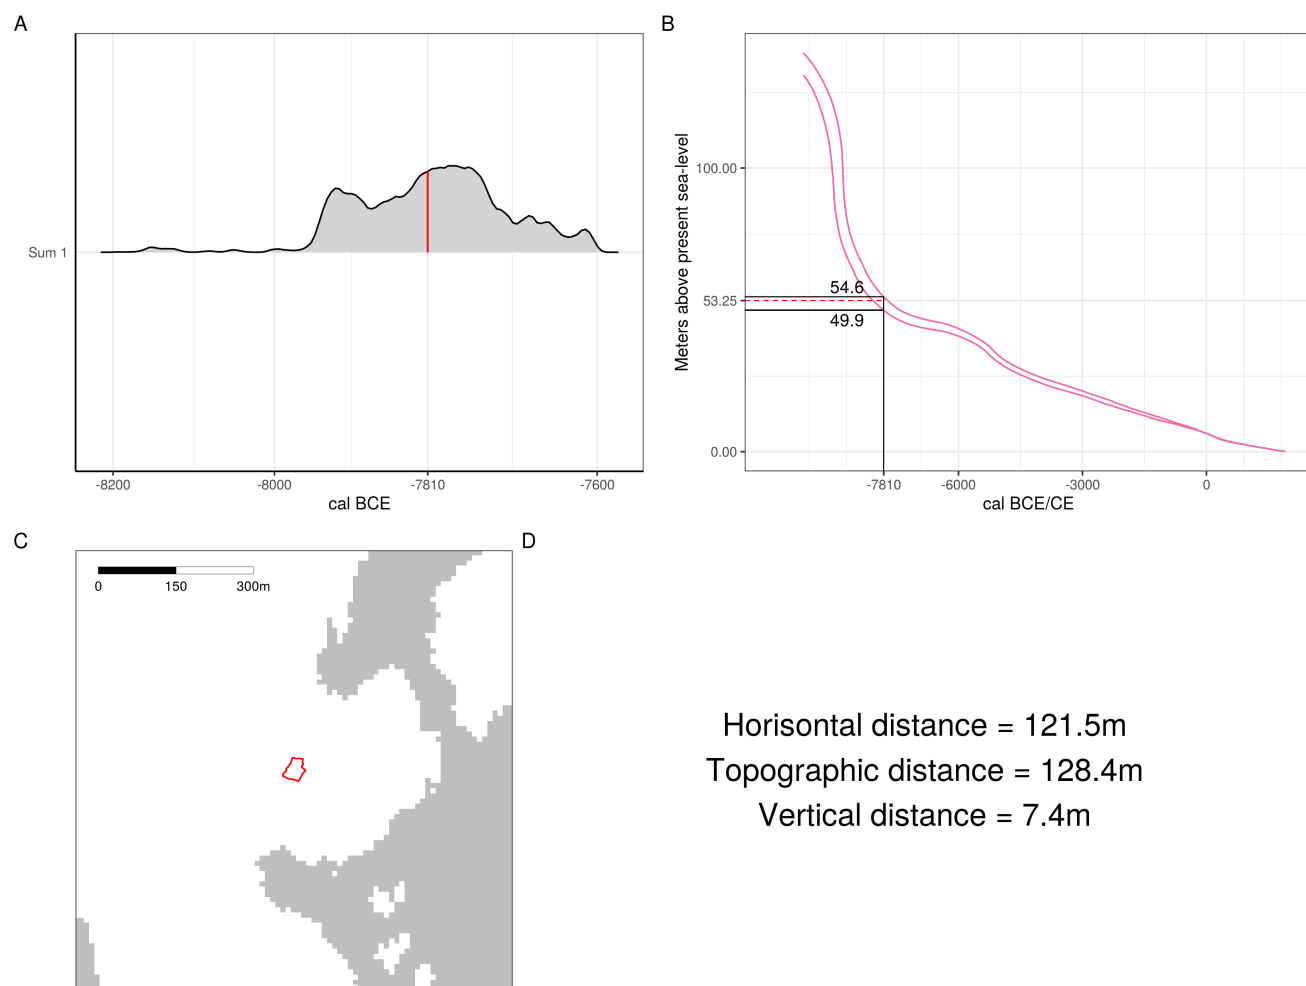 A
Sum 1
-8200 -8000 -7810 -7600
cal BCE
B
Meters above present sea-level
100.00
53.25
0.00
54.6
49.9
-7810 -6000 -3000 0
cal BCE/CE
C
0 150 300m
D
Horisontal distance = 121.5m
Topographic distance = 128.4m
Vertical distance = 7.4m